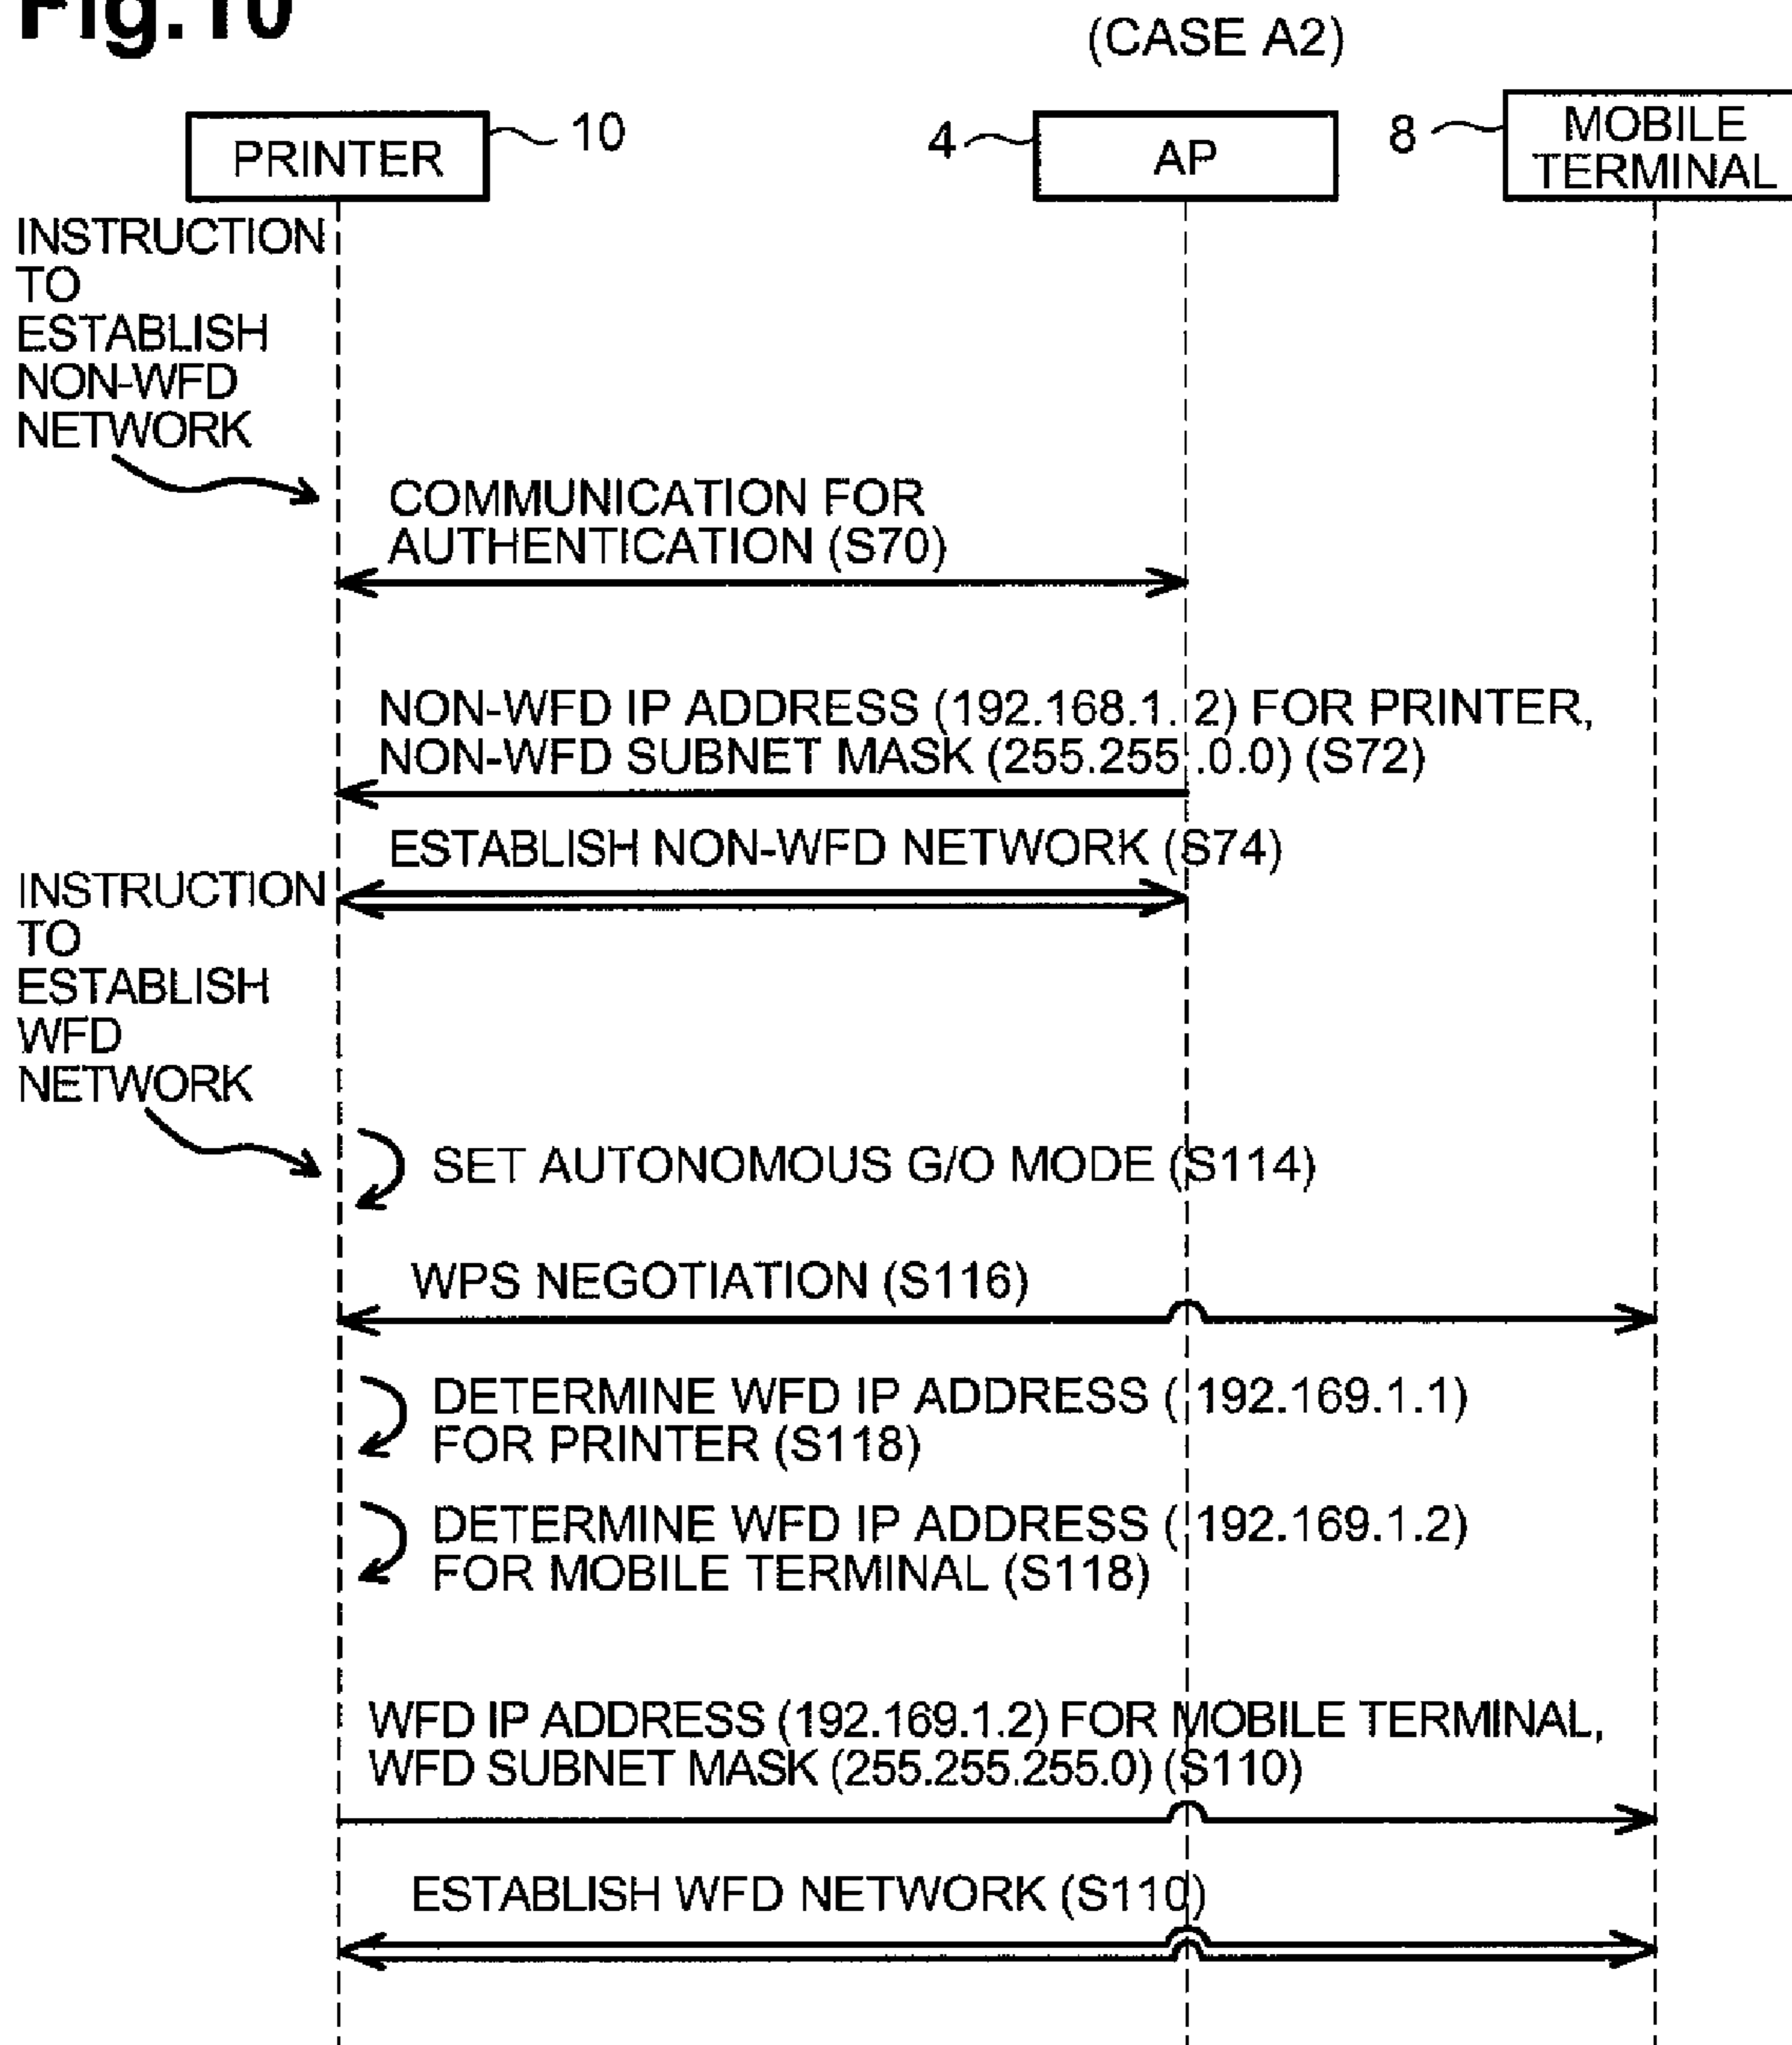 Fig.10
(CASE A2)
PRINTER
10
4
AP
8
MOBILE
TERMINAL
INSTRUCTION
TO
ESTABLISH
NON-WFD
NETWORK
COMMUNICATION FOR
AUTHENTICATION (S70)
NON-WFD IP ADDRESS (192.168.1.2) FOR PRINTER,
NON-WFD SUBNET MASK (255.255.0.0) (S72)
ESTABLISH NON-WFD NETWORK (S74)
INSTRUCTION
TO
ESTABLISH
WFD
NETWORK
SET AUTONOMOUS G/O MODE (S114)
WPS NEGOTIATION (S116)
DETERMINE WFD IP ADDRESS (192.169.1.1)
FOR PRINTER (S118)
DETERMINE WFD IP ADDRESS (192.169.1.2)
FOR MOBILE TERMINAL (S118)
WFD IP ADDRESS (192.169.1.2) FOR MOBILE TERMINAL,
WFD SUBNET MASK (255.255.255.0) (S110)
ESTABLISH WFD NETWORK (S110)